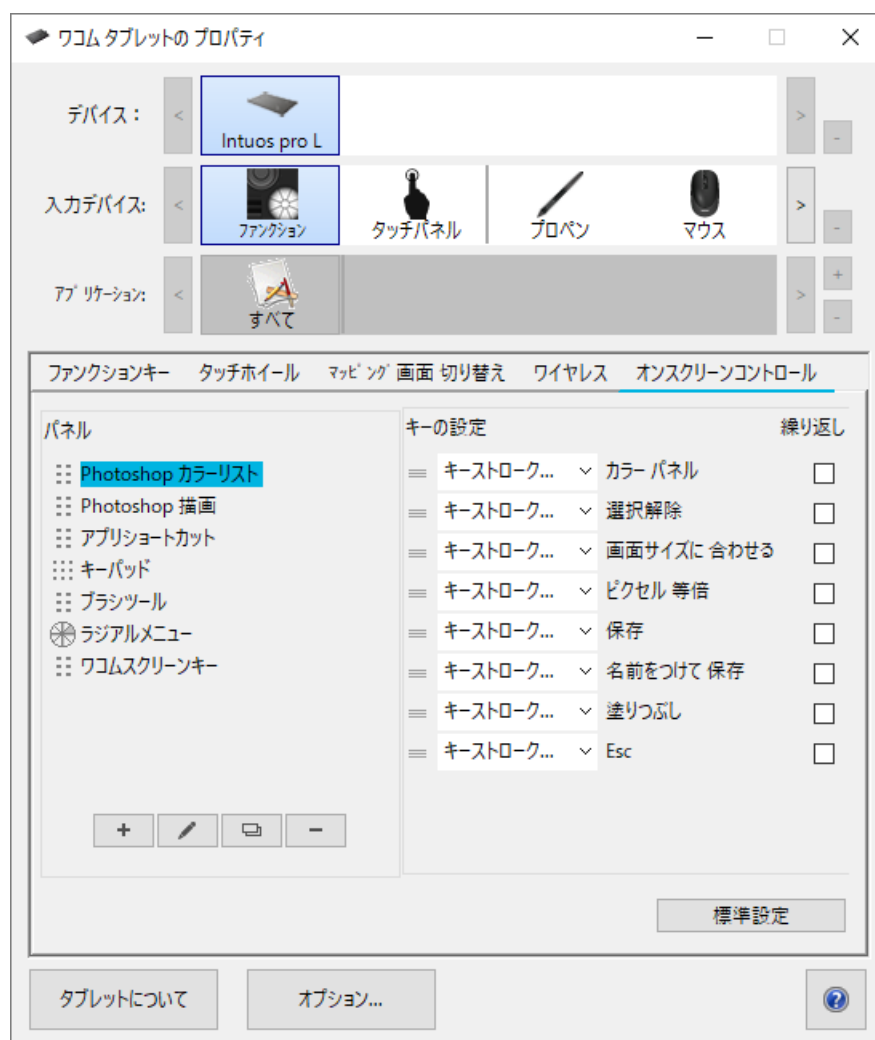 ワコム タブレットの プロパティ
デバイス：
<
Intuos pro L
>
-
入力デバイス:
<
ファンクション
タッチパネル
プロペン
マウス
>
-
アプリケーション:
<
すべて
>
+
-
ファンクションキー タッチホイール マッピング 画面 切り替え ワイヤレス オンスクリーンコントロール
パネル
Photoshop カラーリスト
Photoshop 描画
アプリショートカット
キーパッド
ブラシツール
ラジアルメニュー
ワコムスクリーンキー
キーの設定 繰り返し
キーストローク... カラー パネル
キーストローク... 選択解除
キーストローク... 画面サイズに 合わせる
キーストローク... ピクセル 等倍
キーストローク... 保存
キーストローク... 名前をつけて 保存
キーストローク... 塗りつぶし
キーストローク... Esc
標準設定
タブレットについて オプション... ?